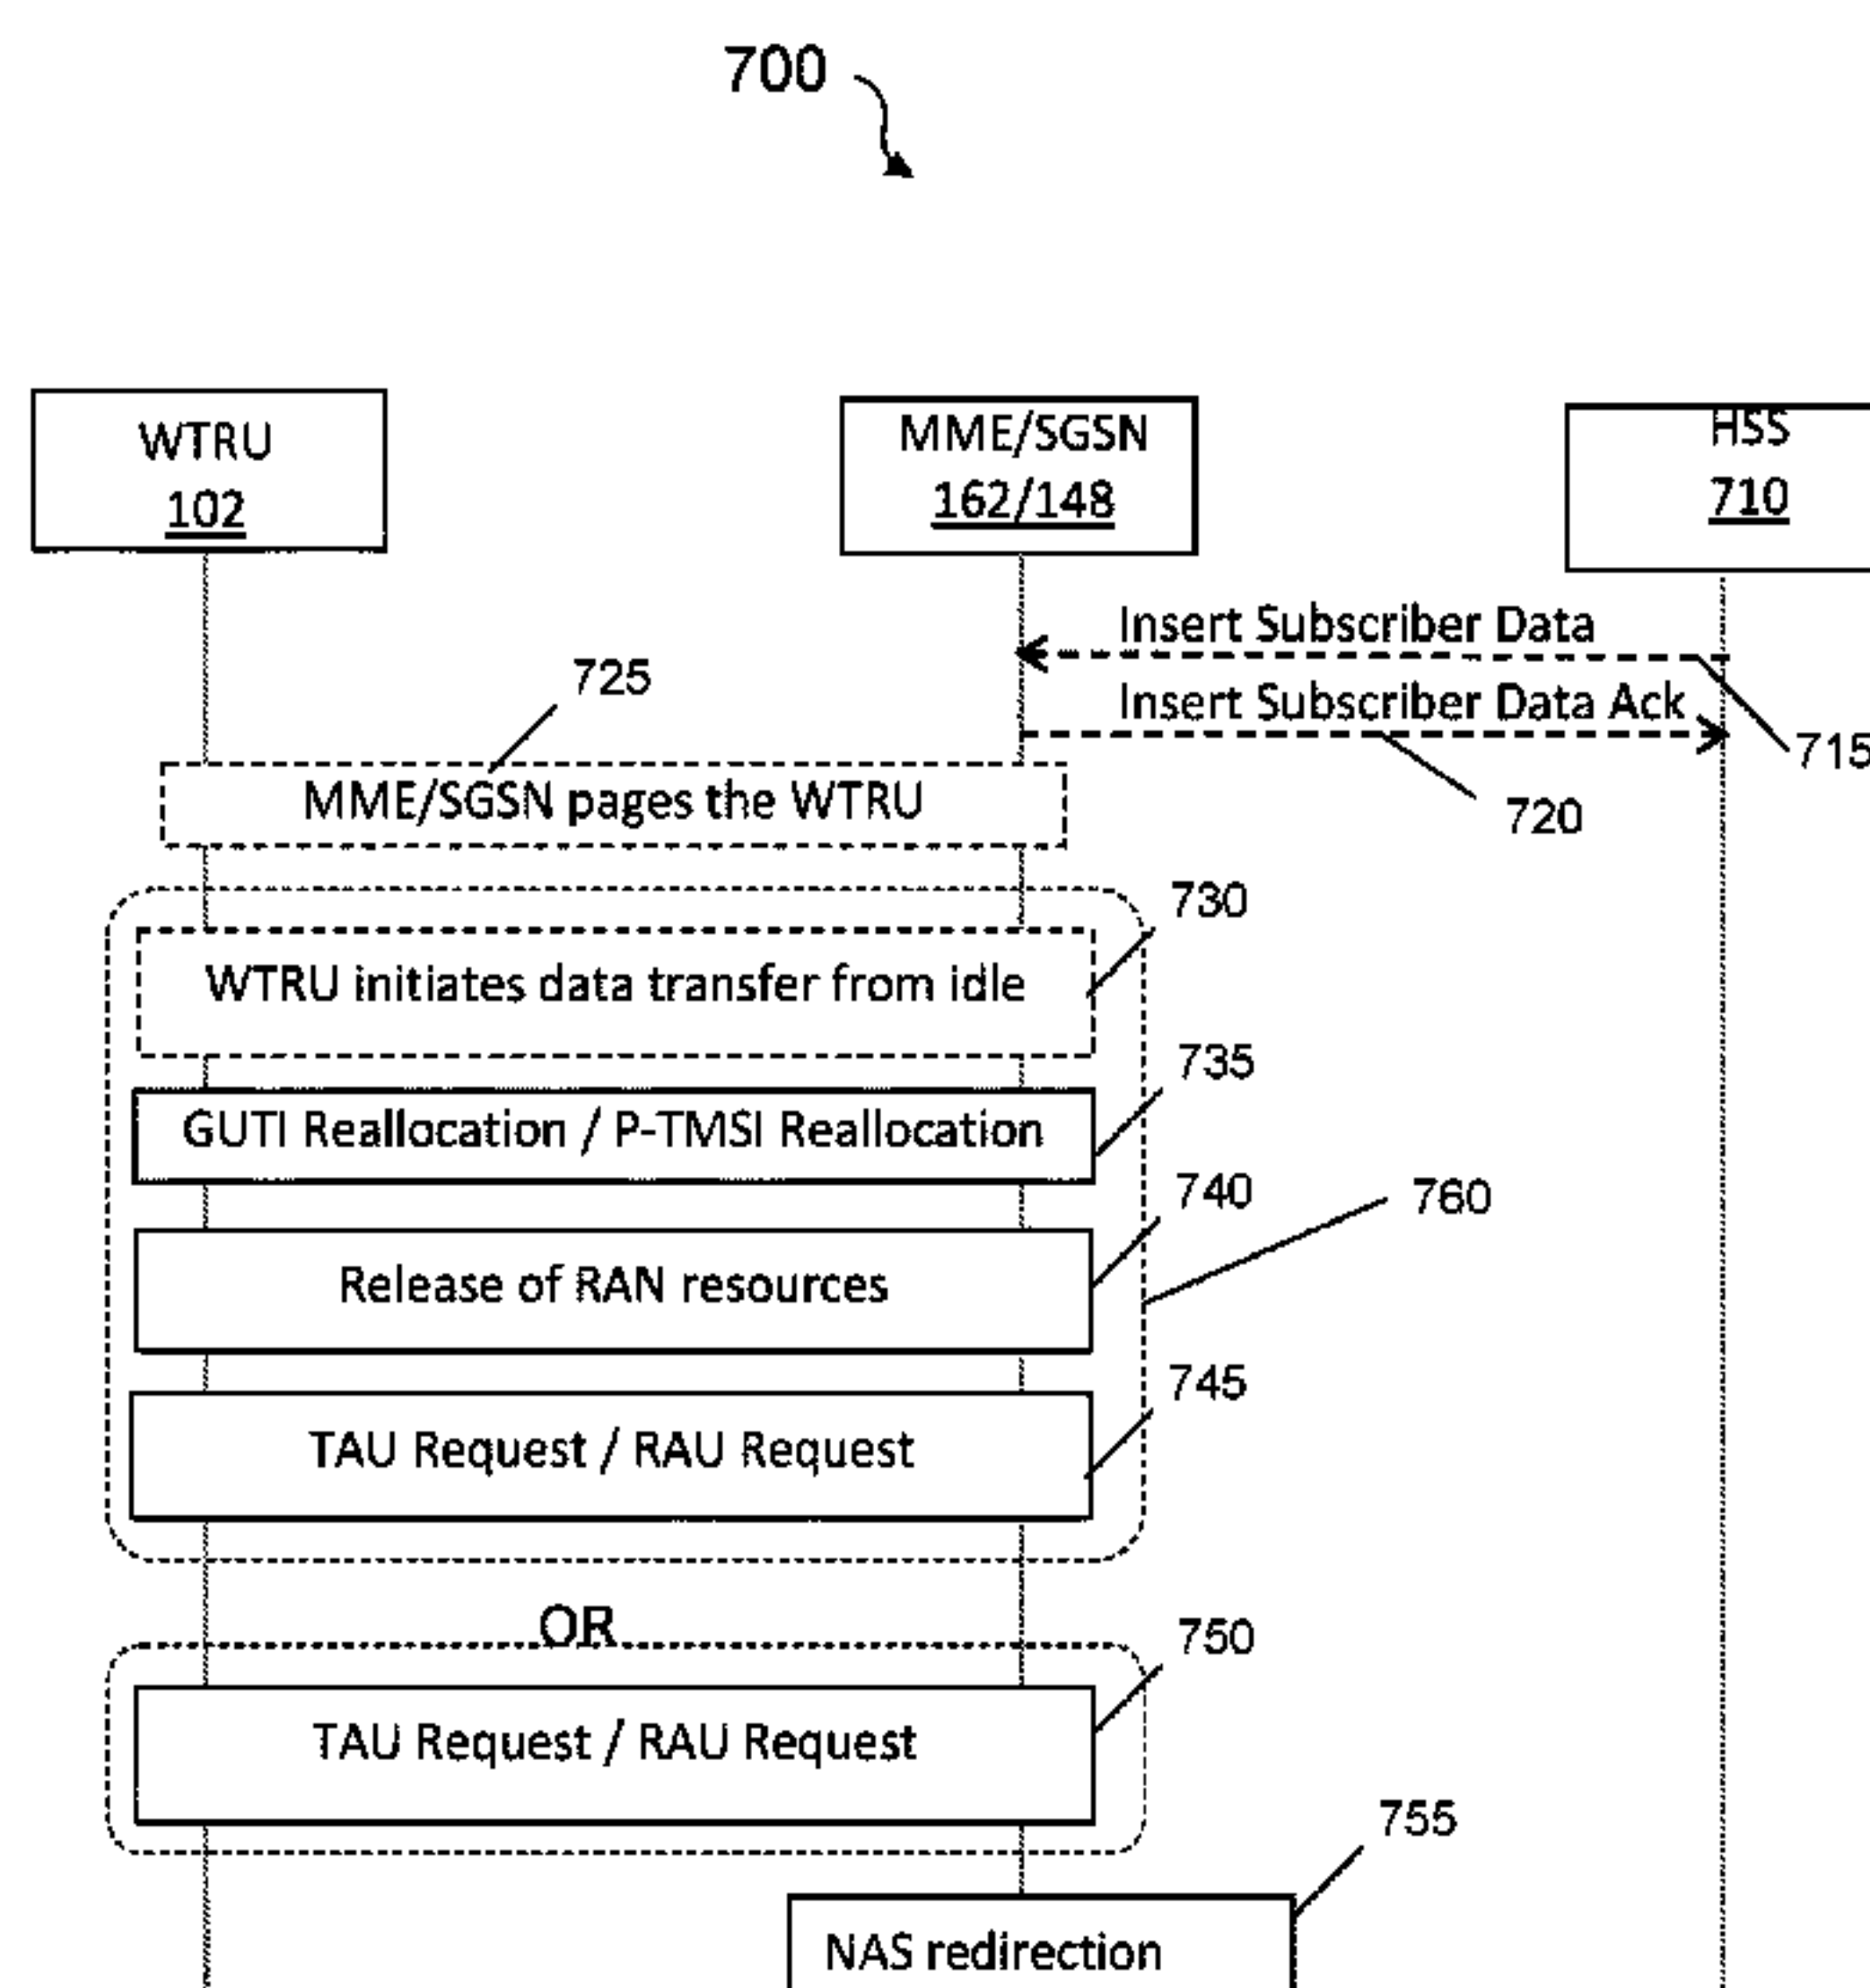 700
WTRU
102
MME/SGSN
162/148
HSS
710
Insert Subscriber Data
715
Insert Subscriber Data Ack
720
725
MME/SGSN pages the WTRU
730
WTRU initiates data transfer from idle
735
GUTI Reallocation / P-TMSI Reallocation
740
Release of RAN resources
760
745
TAU Request / RAU Request
OR
750
TAU Request / RAU Request
755
NAS redirection